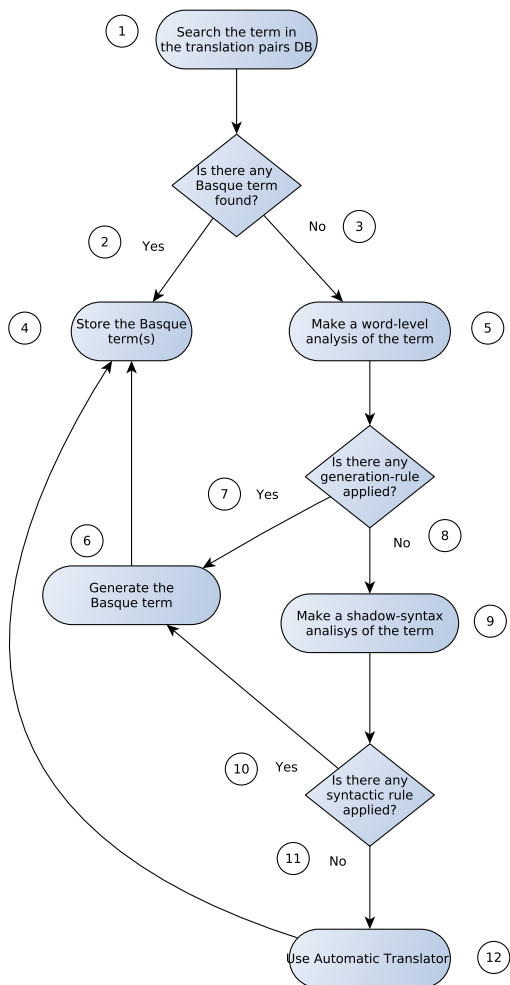 1
Search the term in
the translation pairs DB
Is there any
Basque term
found?
2
Yes
No
3
4
Store the Basque
term(s)
Make a word-level
analysis of the term
5
Is there any
generation-rule
applied?
7
Yes
No
8
6
Generate the
Basque term
Make a shadow-syntax
analisys of the term
9
10
Yes
Is there any
syntactic rule
applied?
11
No
Use Automatic Translator
12